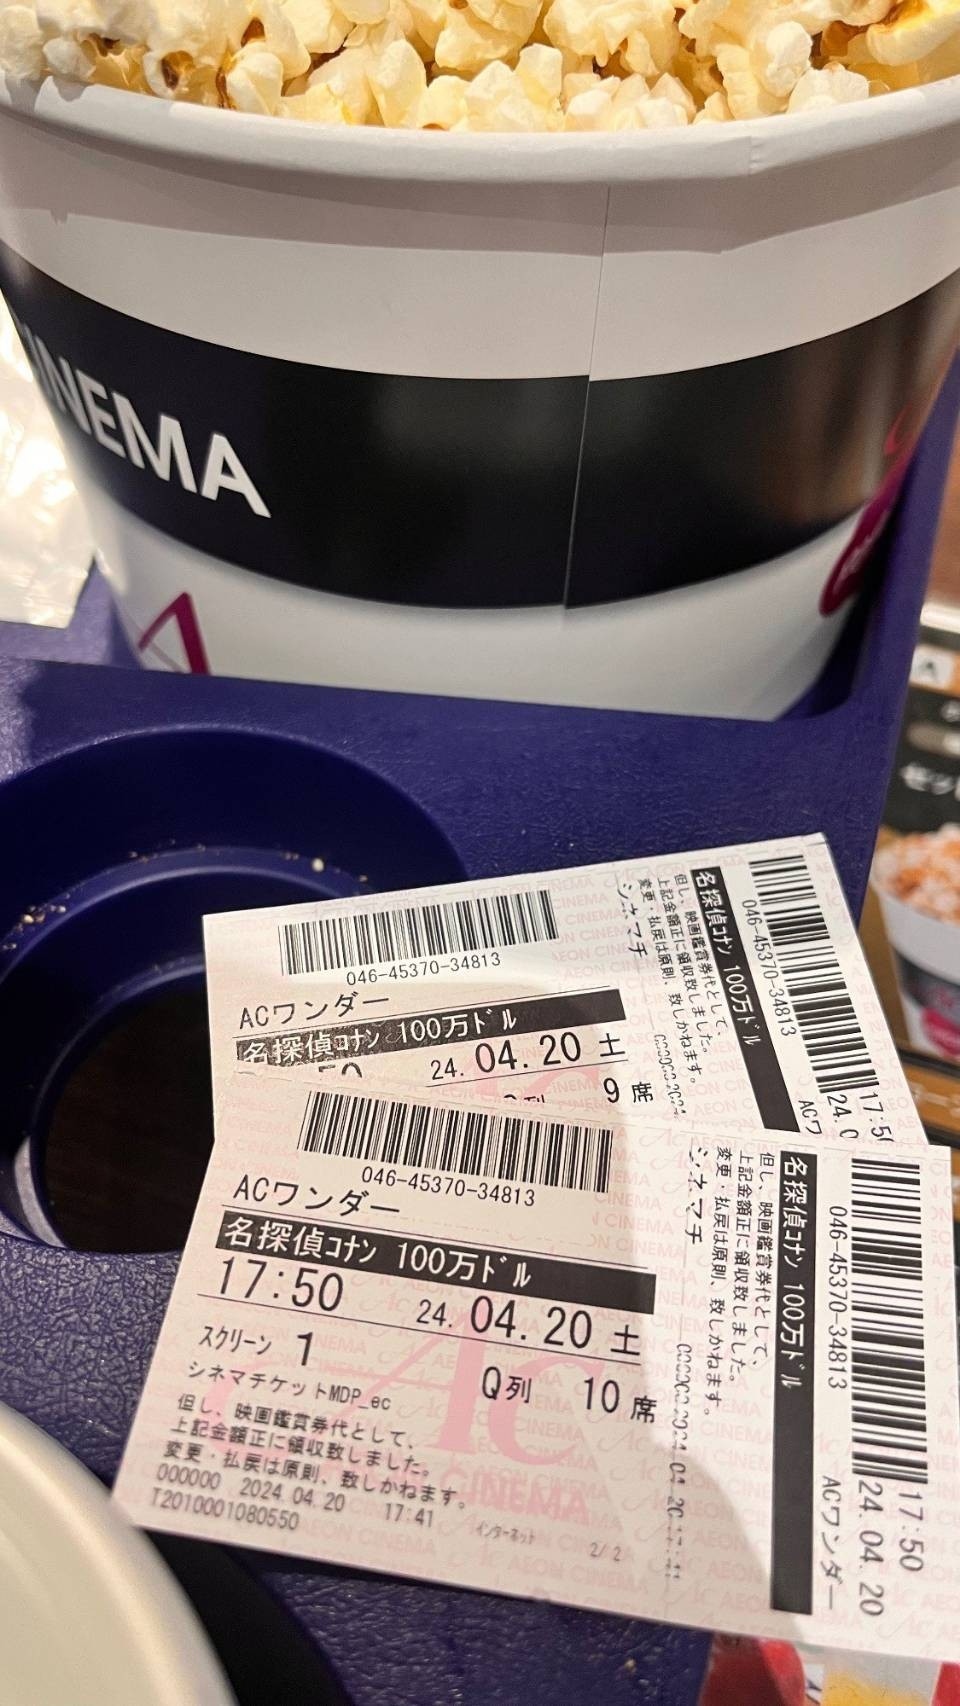 CINEMA
046-45370-34813
ACワンダー
名探偵コナン 100万ドル
24. 04. 20 土
9 席
名探偵コナン 100万ドル
但し、映画鑑賞券代として、
上記金額正に領収致しました。
変更・払戻は原則、致しかねます。
046-45370-34813
17:5
24.
046-45370-34813
ACワンダー
名探偵コナン 100万ドル
17:50 24. 04. 20 土
スクリーン 1 Q列 10 席
シネマチケットMDP_ec
但し、映画鑑賞券代として、
上記金額正に領収致しました。
変更・払戻は原則、致しかねます。
000000 2024.04.20 17:41
T2010001080550 インターネット 2/2
17:50
24. 04. 20
ACワンダー
046-45370-34813
名探偵コナン 100万ドル
但し、映画鑑賞券代として、
上記金額正に領収致しました。
変更・払戻は原則、致しかねます。
AEON CINEMA